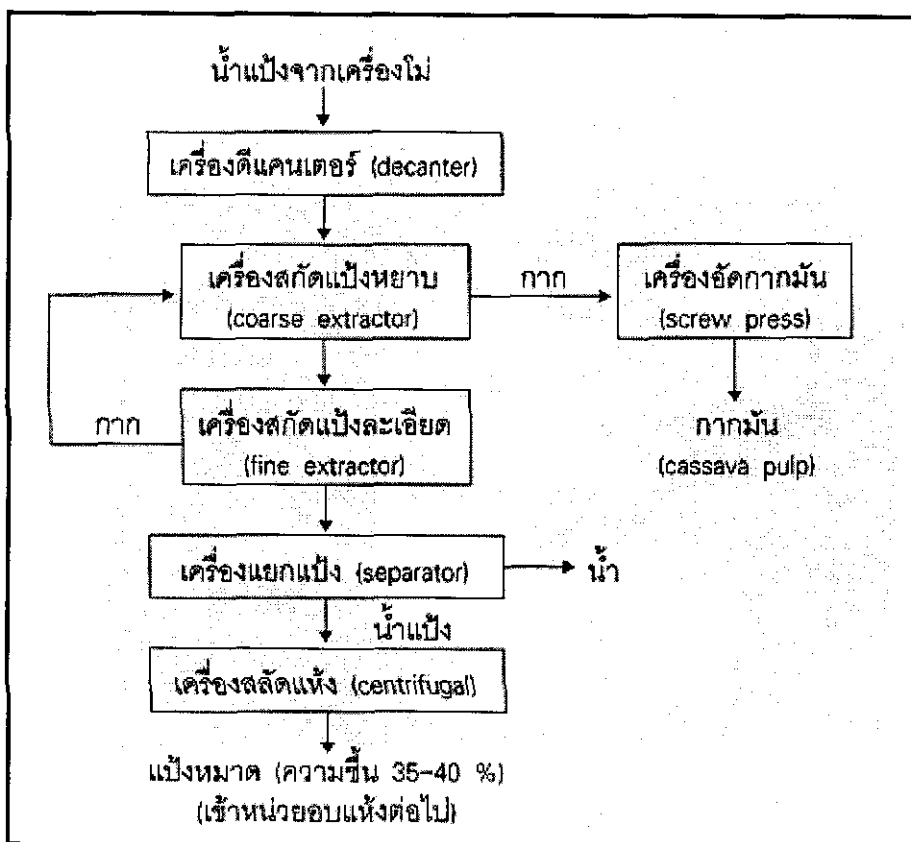 น้ำแป้งจากเครื่องโม่
เครื่องดีแคนเตอร์ (decanter)
เครื่องสกัดแป้งหยาบ
(coarse extractor)
กาก
เครื่องอัดกากมัน
(screw press)
กาก
เครื่องสกัดแป้งละเอียด
(fine extractor)
กากมัน
(cassava pulp)
เครื่องแยกแป้ง (separator)
น้ำ
น้ำแป้ง
เครื่องสลัดแห้ง (centrifugal)
แป้งหมาด (ความชื้น 35-40 %)
(เข้าหน่วยอบแห้งต่อไป)